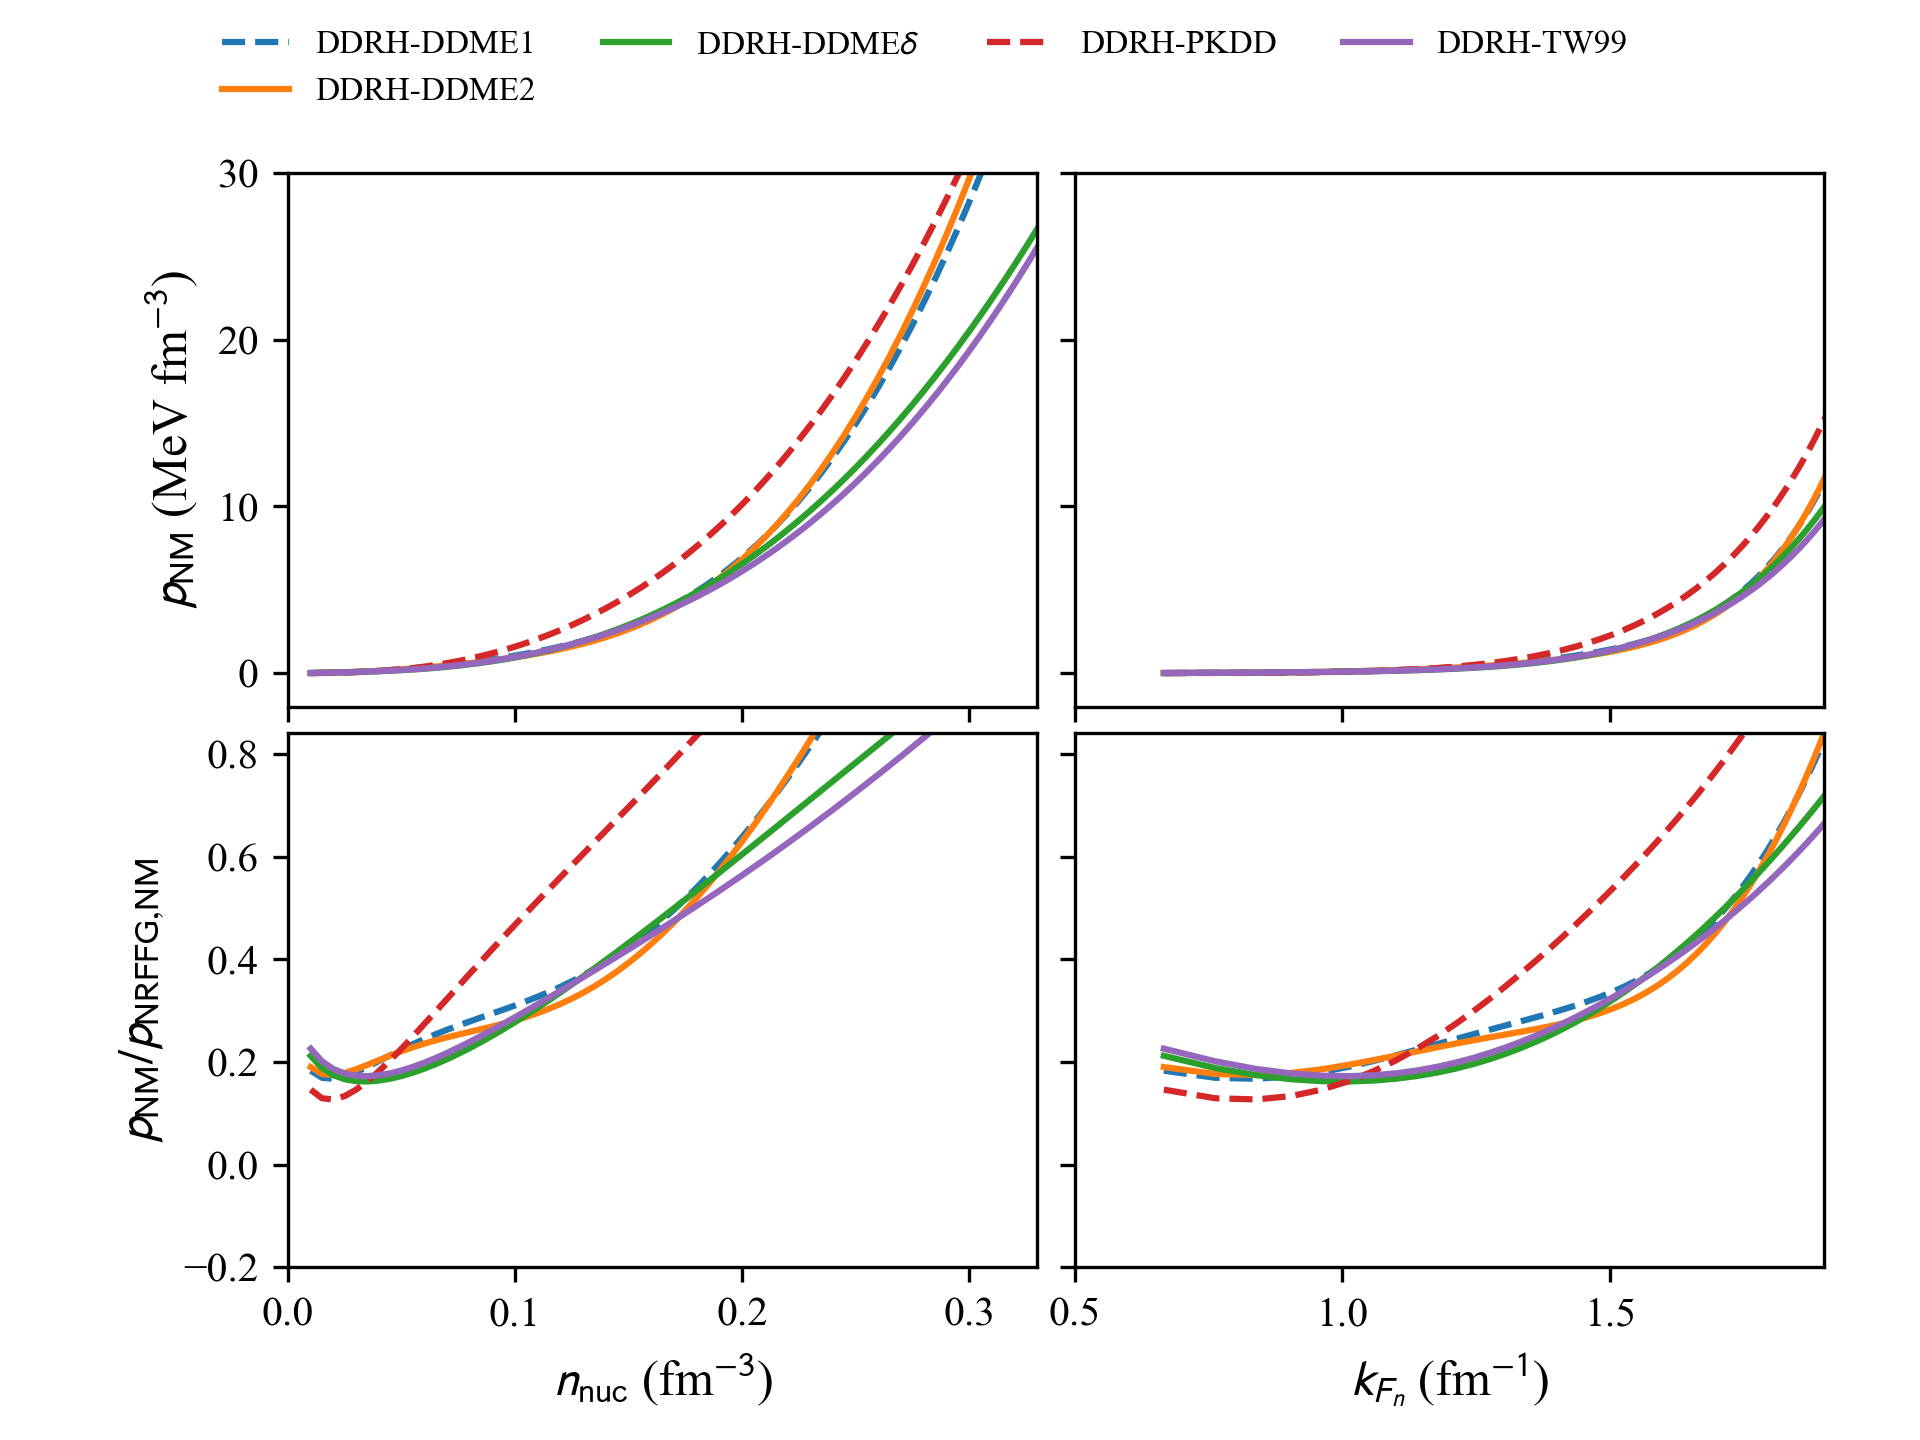 DDRH-DDME1 DDRH-DDMEδ DDRH-PKDD DDRH-TW99
DDRH-DDME2
30
20
10
0
p_NM (MeV fm⁻³)
0.8
0.6
0.4
0.2
0.0
−0.2
p_NM/p_NRFFG,NM
0.0 0.1 0.2 0.3
0.5 1.0 1.5
n_nuc (fm⁻³)
k_{F_n} (fm⁻¹)